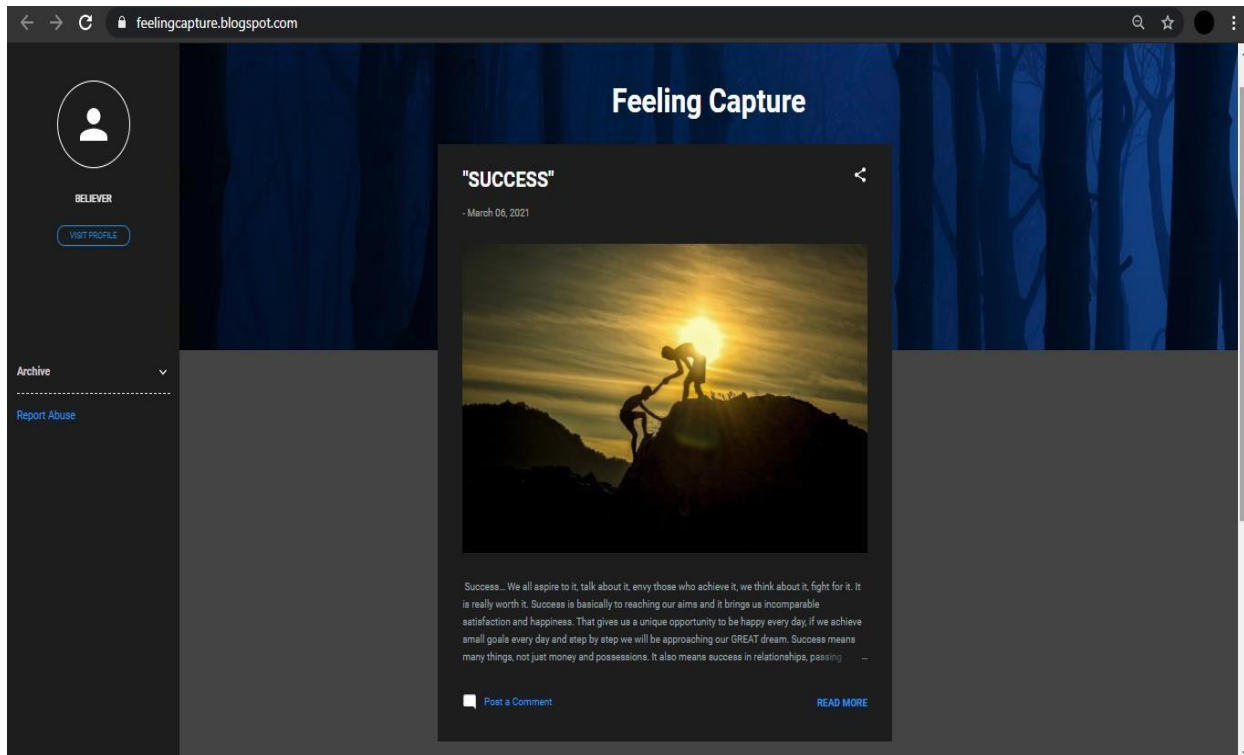 feelingcapture.blogspot.com
Feeling Capture
BELIEVER
VISIT PROFILE
Archive
Report Abuse
"SUCCESS"
- March 06, 2021
Success... We all aspire to it, talk about it, envy those who achieve it, we think about it, fight for it. It
is really worth it. Success is basically to reaching our aims and it brings us incomparable
satisfaction and happiness. That gives us a unique opportunity to be happy every day, if we achieve
small goals every day and step by step we will be approaching our GREAT dream. Success means
many things, not just money and possessions. It also means success in relationships, passing ...
Post a Comment
READ MORE